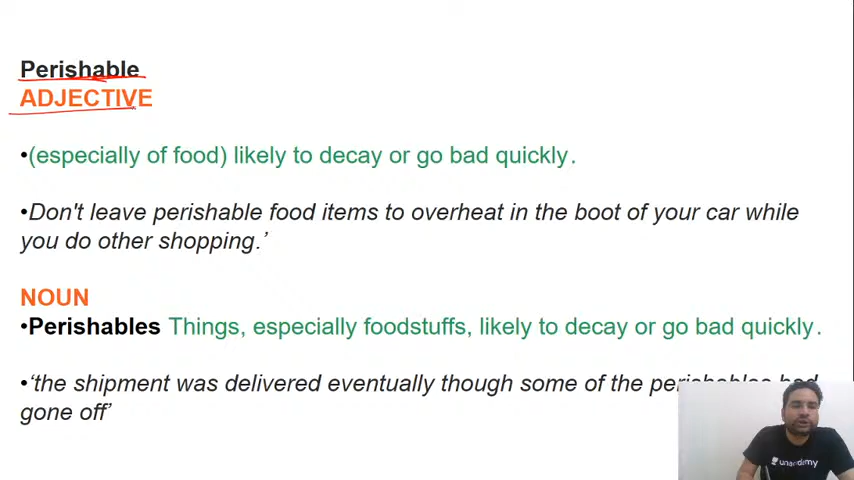 Perishable
ADJECTIVE
•(especially of food) likely to decay or go bad quickly.
•Don't leave perishable food items to overheat in the boot of your car while
you do other shopping.’
NOUN
•Perishables Things, especially foodstuffs, likely to decay or go bad quickly.
•‘the shipment was delivered eventually though some of the perishables had
gone off’
unacademy